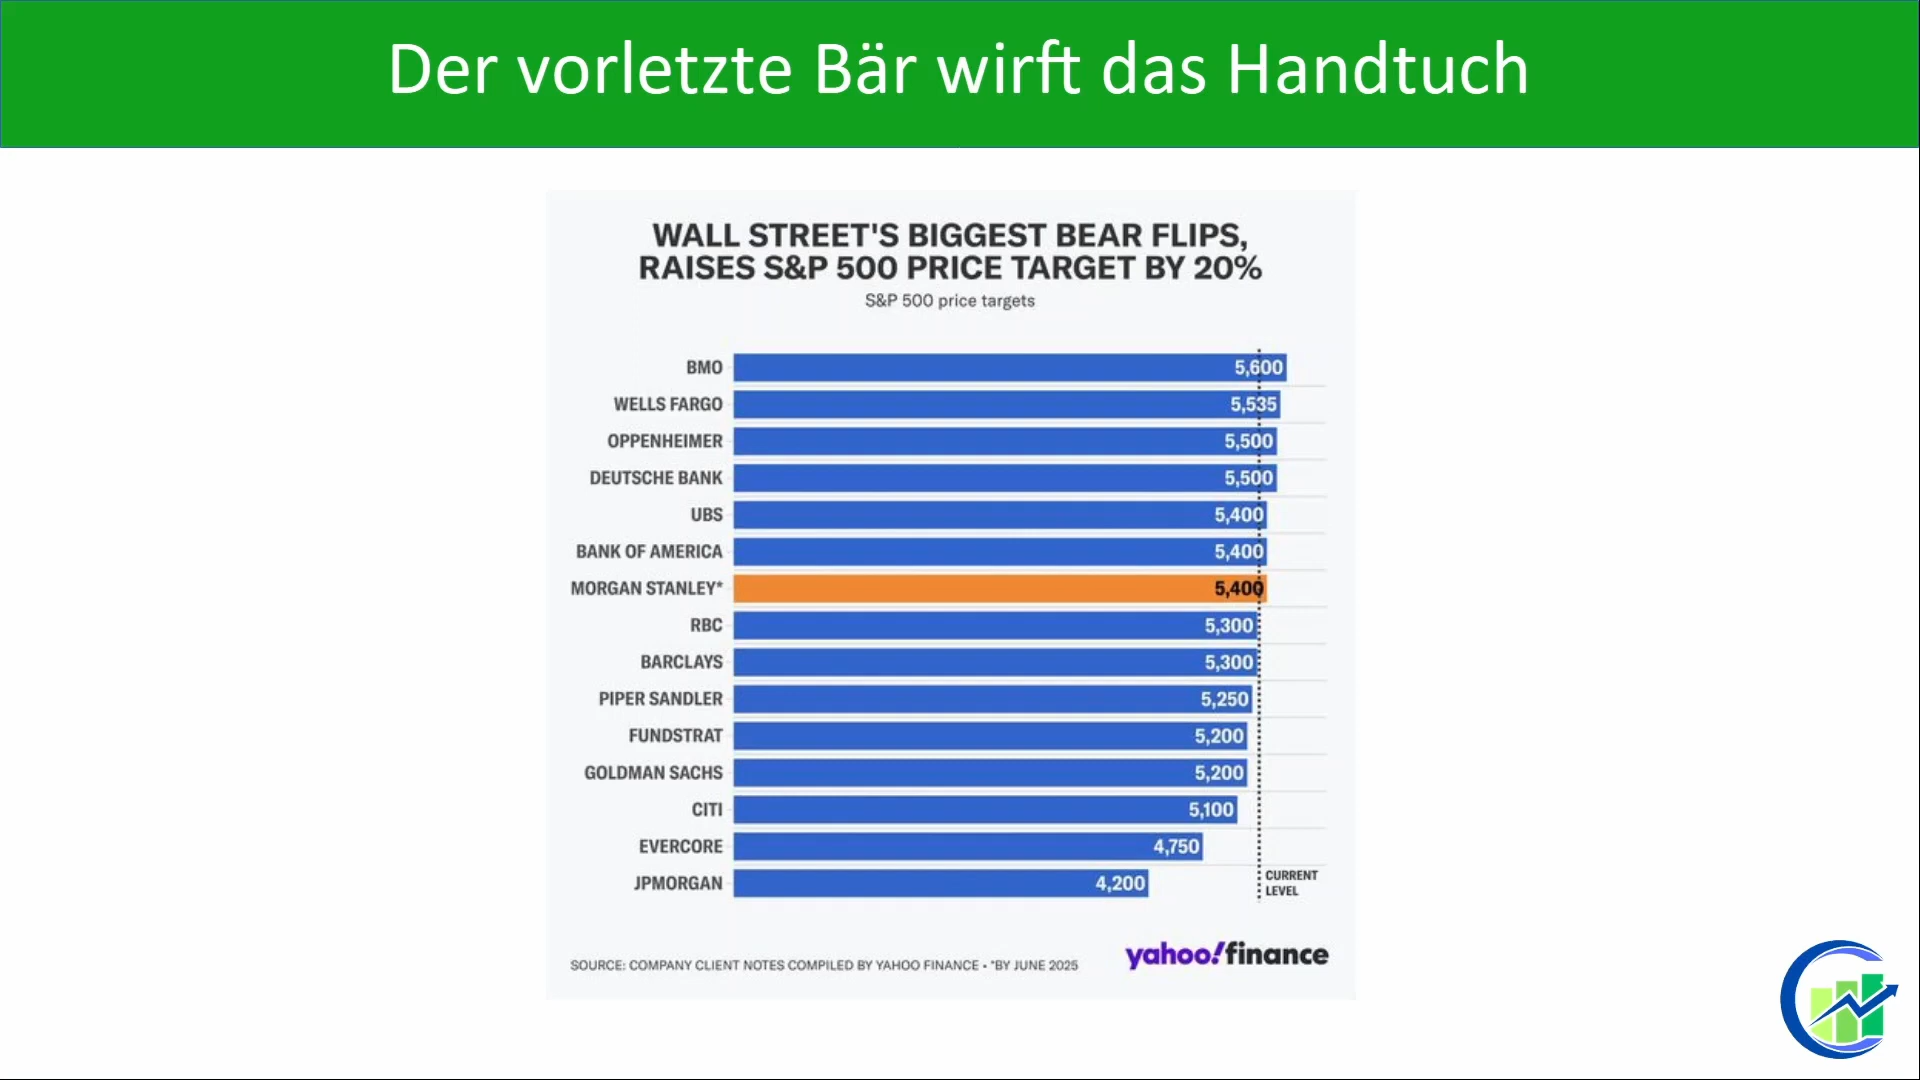 Der vorletzte Bär wirft das Handtuch
WALL STREET'S BIGGEST BEAR FLIPS,
RAISES S&P 500 PRICE TARGET BY 20%
S&P 500 price targets
BMO 5,600
WELLS FARGO 5,535
OPPENHEIMER 5,500
DEUTSCHE BANK 5,500
UBS 5,400
BANK OF AMERICA 5,400
MORGAN STANLEY* 5,400
RBC 5,300
BARCLAYS 5,300
PIPER SANDLER 5,250
FUNDSTRAT 5,200
GOLDMAN SACHS 5,200
CITI 5,100
EVERCORE 4,750
JPMORGAN 4,200
CURRENT
LEVEL
SOURCE: COMPANY CLIENT NOTES COMPILED BY YAHOO FINANCE • *BY JUNE 2025
yahoo!finance